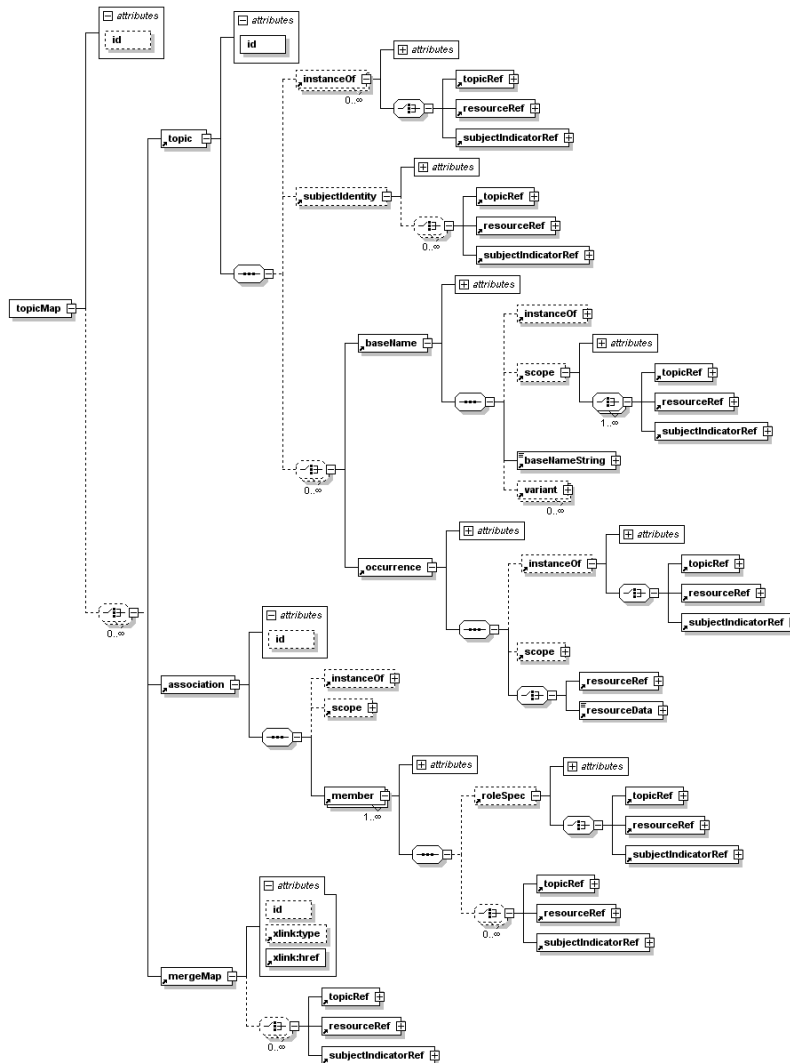 attributes
id
attributes
id
instanceOf
0..∞
attributes
topicRef
resourceRef
subjectIndicatorRef
topic
subjectIdentity
attributes
topicRef
resourceRef
subjectIndicatorRef
0..∞
topicMap
0..∞
baseName
attributes
instanceOf
scope
attributes
topicRef
resourceRef
subjectIndicatorRef
1..∞
baseNameString
variant
0..∞
0..∞
occurrence
attributes
instanceOf
attributes
topicRef
resourceRef
subjectIndicatorRef
scope
resourceRef
resourceData
association
attributes
id
instanceOf
scope
member
1..∞
attributes
roleSpec
attributes
topicRef
resourceRef
subjectIndicatorRef
0..∞
topicRef
resourceRef
subjectIndicatorRef
mergeMap
attributes
id
xlink:type
xlink:href
0..∞
topicRef
resourceRef
subjectIndicatorRef